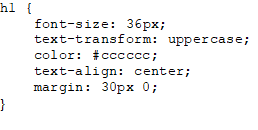 h1 {
    font-size: 36px;
    text-transform: uppercase;
    color: #cccccc;
    text-align: center;
    margin: 30px 0;
}